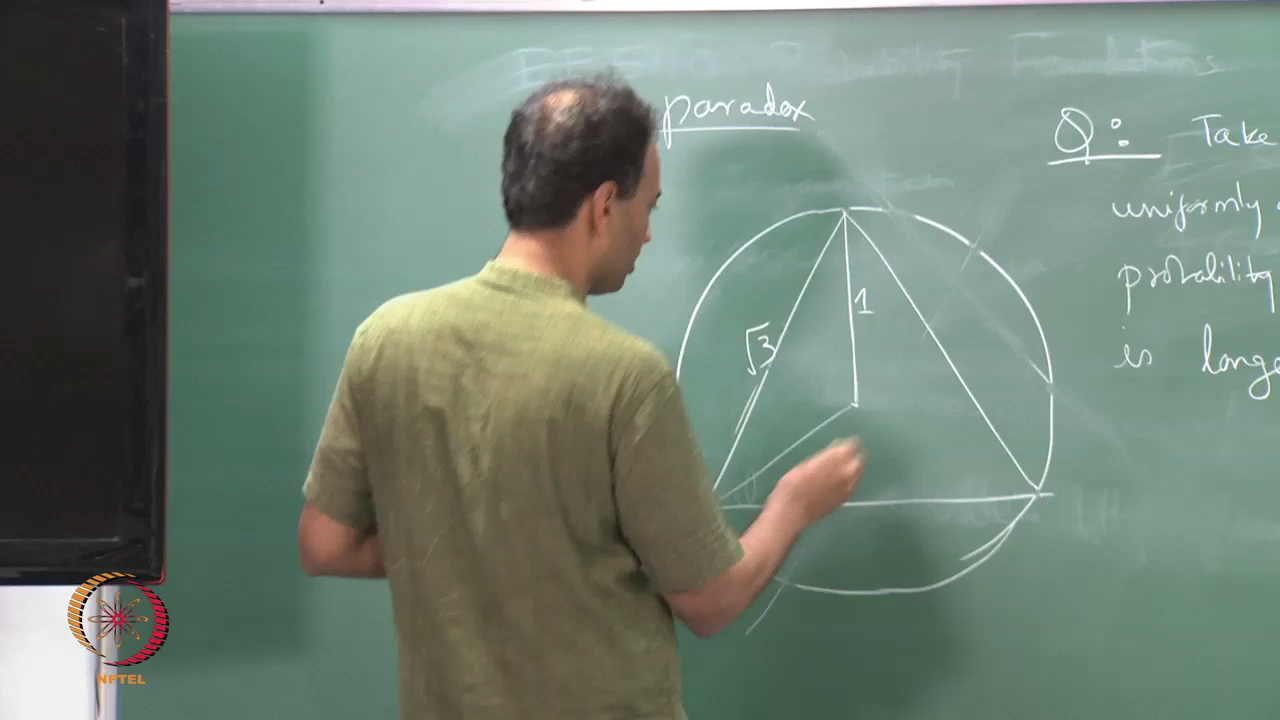 paradox
Q: Take
uniformly
probability
is longe
1
√3
NPTEL